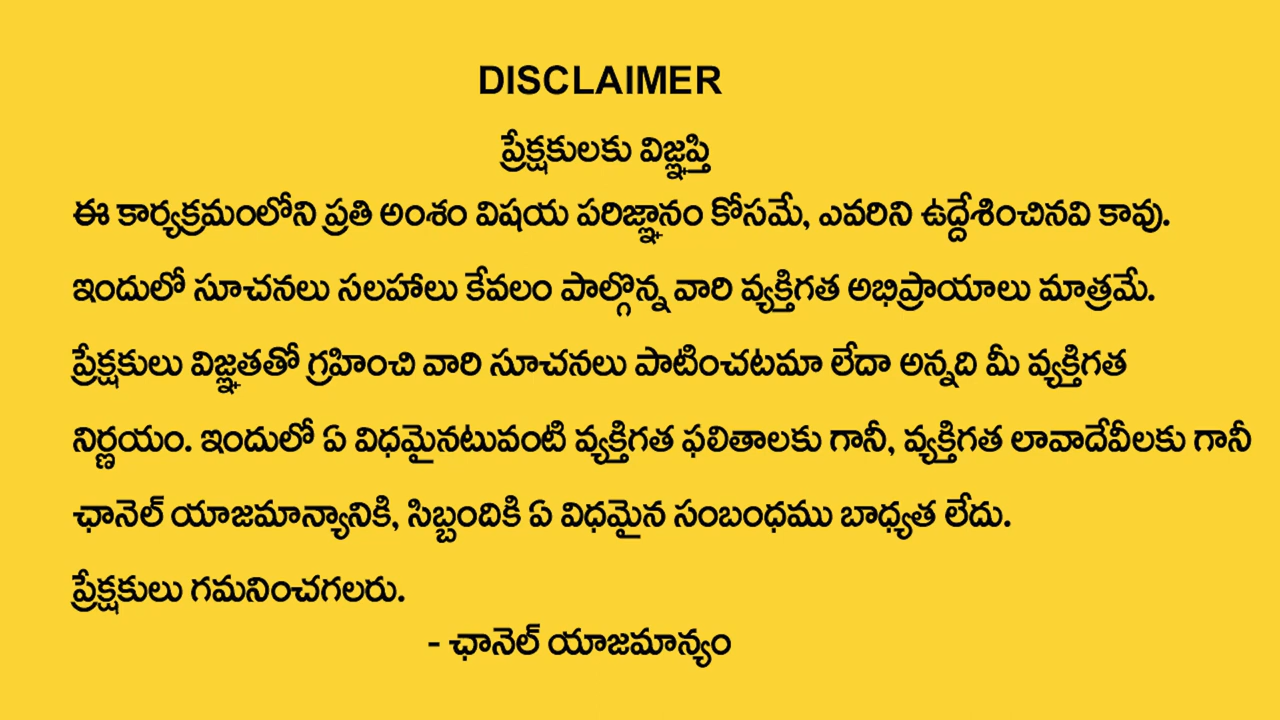 DISCLAIMER
ప్రేక్షకులకు విజ్ఞప్తి
ఈ కార్యక్రమంలోని ప్రతి అంశం విషయ పరిజ్ఞానం కోసమే, ఎవరిని ఉద్దేశించినవి కావు.
ఇందులో సూచనలు సలహాలు కేవలం పాల్గొన్న వారి వ్యక్తిగత అభిప్రాయాలు మాత్రమే.
ప్రేక్షకులు విజ్ఞతతో గ్రహించి వారి సూచనలు పాటించటమా లేదా అన్నది మీ వ్యక్తిగత
నిర్ణయం. ఇందులో ఏ విధమైనటువంటి వ్యక్తిగత ఫలితాలకు గానీ, వ్యక్తిగత లావాదేవీలకు గానీ
ఛానెల్ యాజమాన్యానికి, సిబ్బందికి ఏ విధమైన సంబంధము బాధ్యత లేదు.
ప్రేక్షకులు గమనించగలరు.
- ఛానెల్ యాజమాన్యం